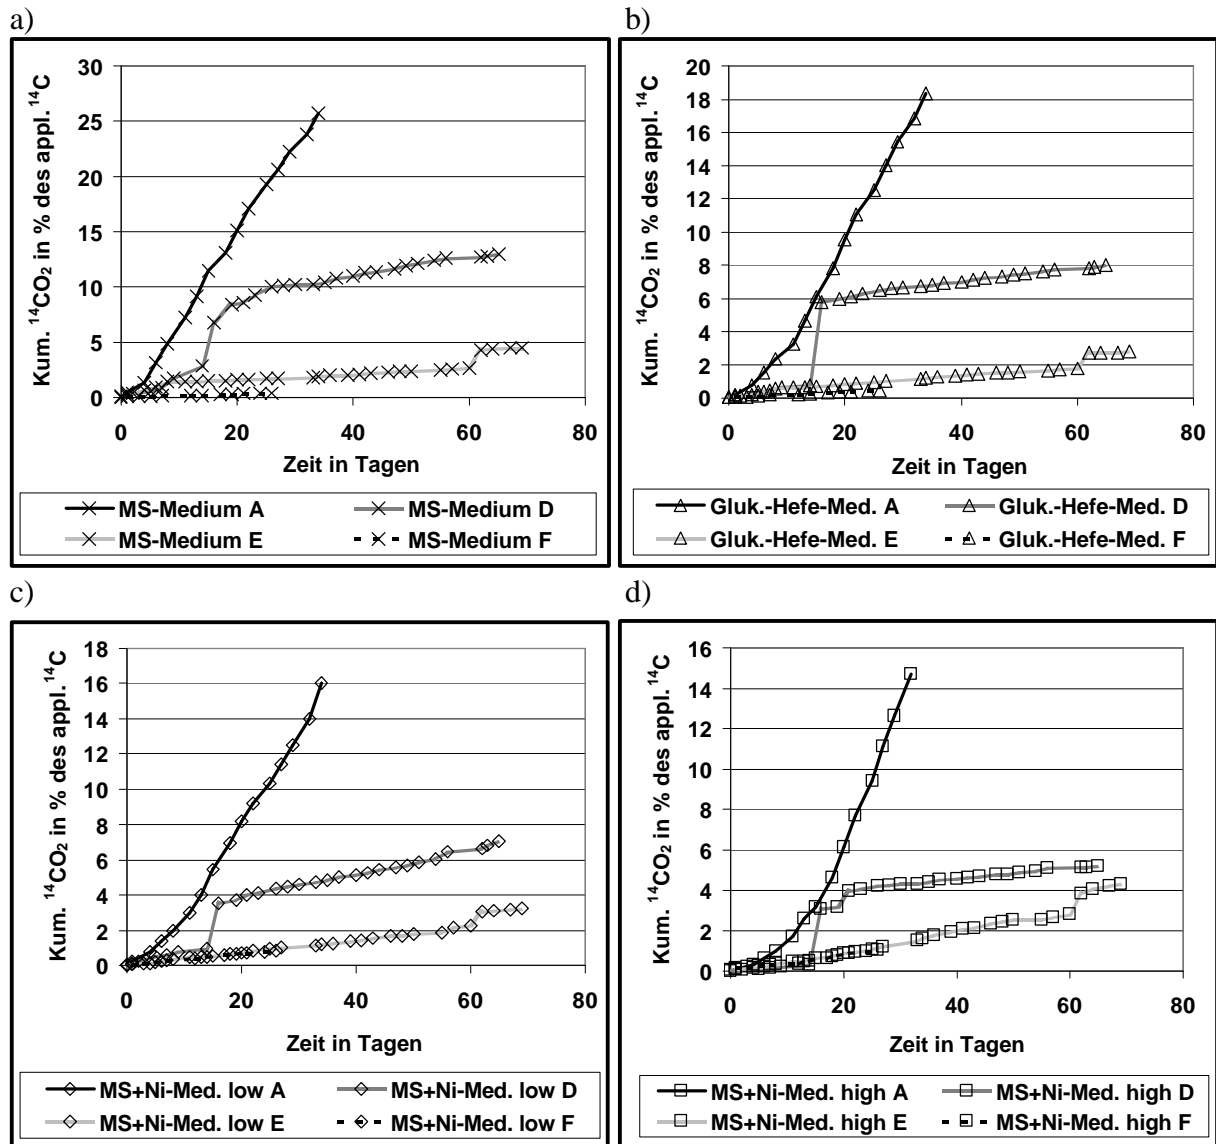 a)
Kum. ¹⁴CO₂ in % des appl.¹⁴C
30
25
20
15
10
5
0
0 20 40 60 80
Zeit in Tagen
MS-Medium A MS-Medium D
MS-Medium E MS-Medium F
b)
Kum. ¹⁴CO₂ in % des appl.¹⁴C
20
18
16
14
12
10
8
6
4
2
0
0 20 40 60 80
Zeit in Tagen
Gluk.-Hefe-Med. A Gluk.-Hefe-Med. D
Gluk.-Hefe-Med. E Gluk.-Hefe-Med. F
c)
Kum. ¹⁴CO₂ in % des appl.¹⁴C
18
16
14
12
10
8
6
4
2
0
0 20 40 60 80
Zeit in Tagen
MS+Ni-Med. low A MS+Ni-Med. low D
MS+Ni-Med. low E MS+Ni-Med. low F
d)
Kum. ¹⁴CO₂ in % des appl.¹⁴C
16
14
12
10
8
6
4
2
0
0 20 40 60 80
Zeit in Tagen
MS+Ni-Med. high A MS+Ni-Med. high D
MS+Ni-Med. high E MS+Ni-Med. high F